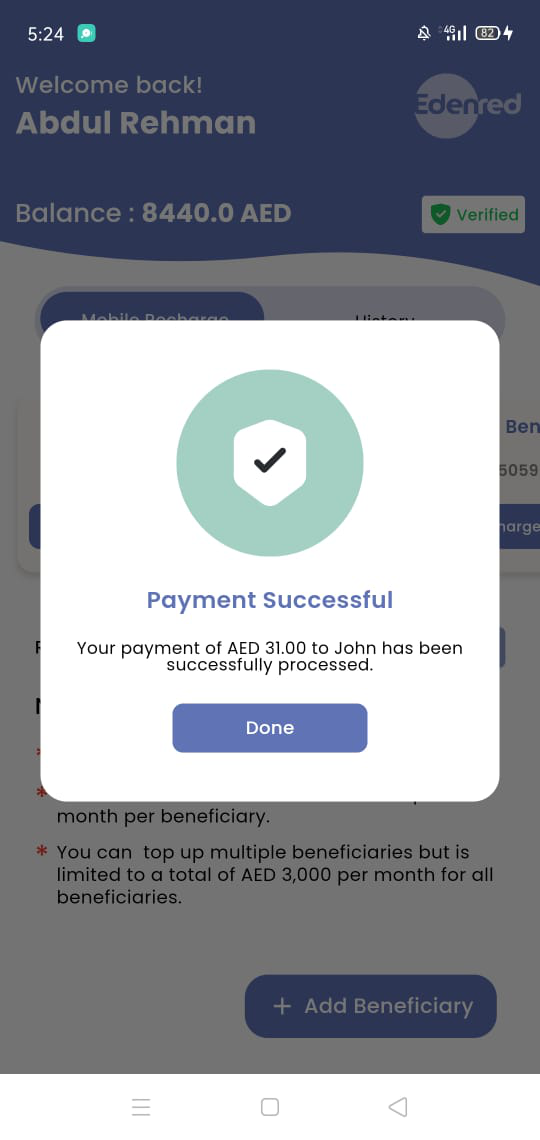 5:24
4G
82
Welcome back!
Abdul Rehman
Edenred
Balance : 8440.0 AED
Verified
Mobile Recharge
History
Ben
5059
harge
Payment Successful
Your payment of AED 31.00 to John has been
successfully processed.
Done
month per beneficiary.
* You can  top up multiple beneficiaries but is
limited to a total of AED 3,000 per month for all
beneficiaries.
+ Add Beneficiary